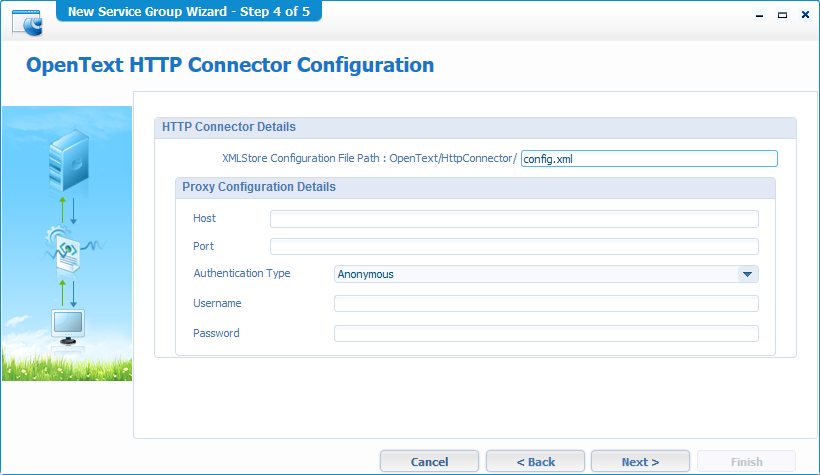 New Service Group Wizard - Step 4 of 5
OpenText HTTP Connector Configuration
HTTP Connector Details
XMLStore Configuration File Path : OpenText/HttpConnector/ config.xml
Proxy Configuration Details
Host
Port
Authentication Type Anonymous
Username
Password
Cancel < Back Next > Finish